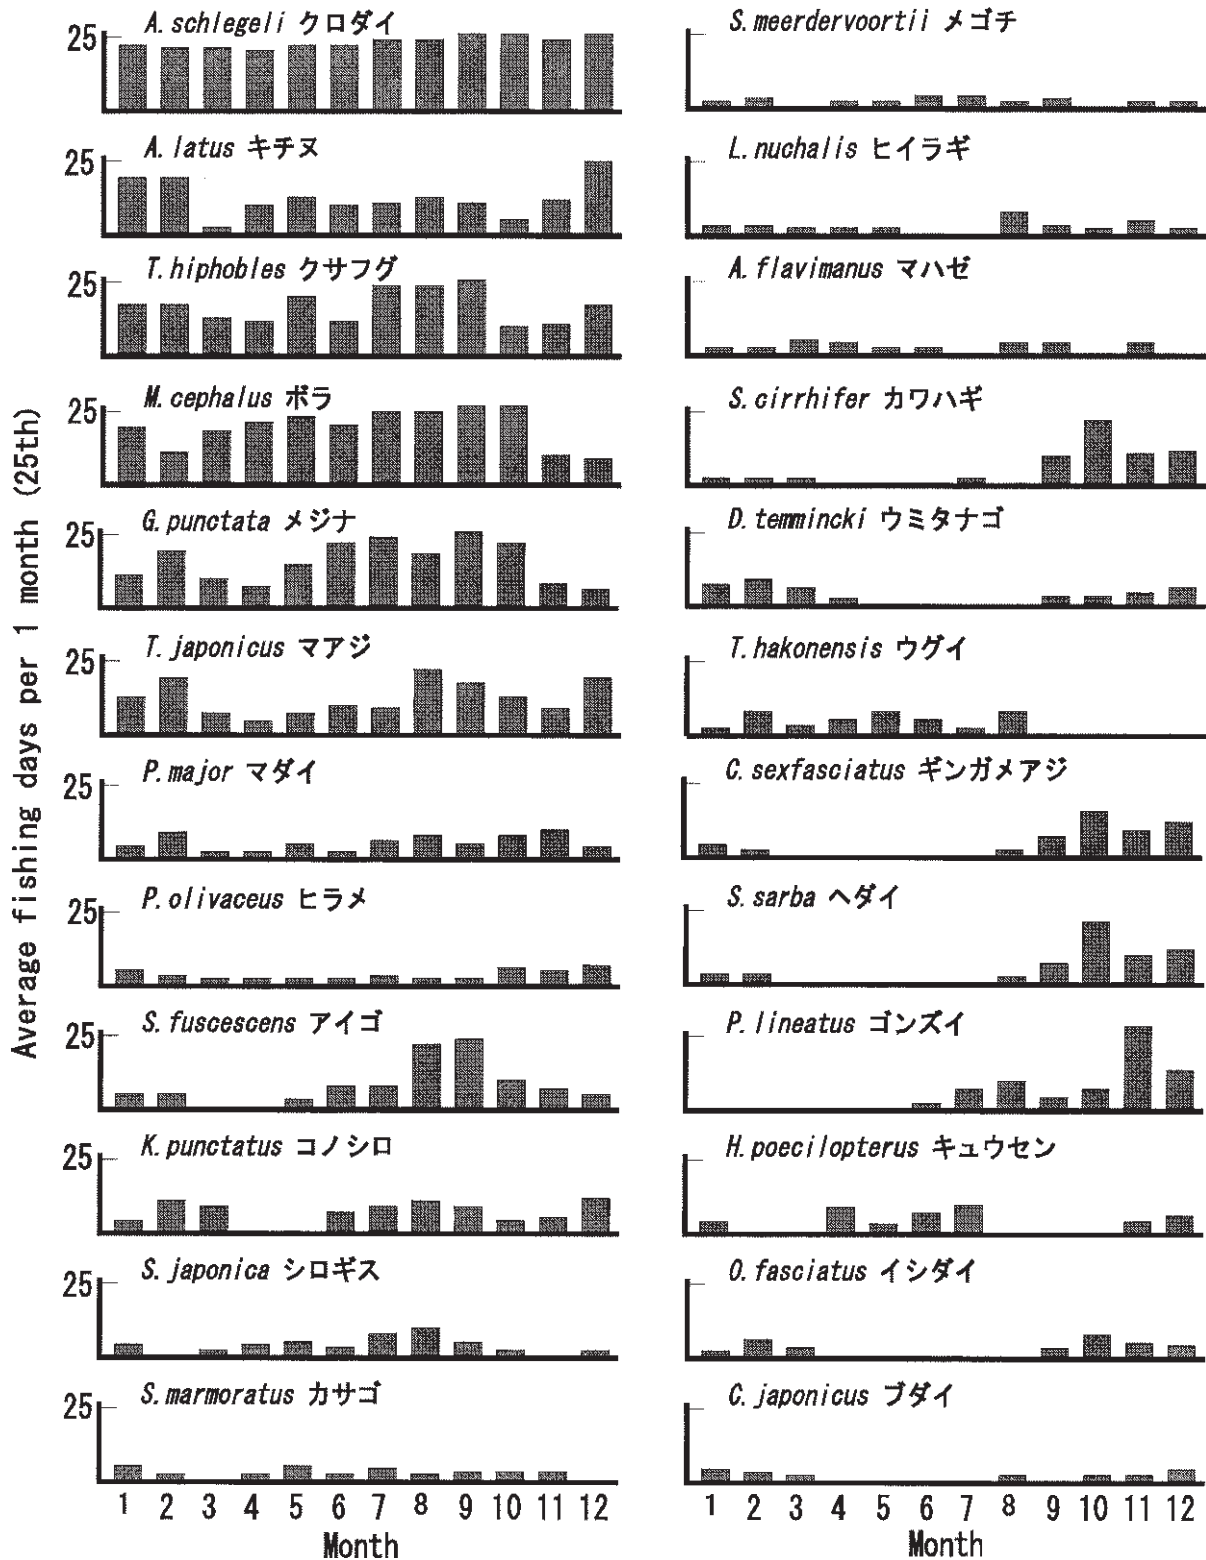 Average fishing days per 1 month (25th)
A. schlegeli クロダイ
25
A. latus キチヌ
25
T. hiphobles クサフグ
25
M. cephalus ボラ
25
G. punctata メジナ
25
T. japonicus マアジ
25
P. major マダイ
25
P. olivaceus ヒラメ
25
S. fuscescens アイゴ
25
K. punctatus コノシロ
25
S. japonica シロギス
25
S. marmoratus カサゴ
25
1 2 3 4 5 6 7 8 9 10 11 12
Month
S. meerdervoortii メゴチ
L. nuchalis ヒイラギ
A. flavimanus マハゼ
S. cirrhifer カワハギ
D. temmincki ウミタナゴ
T. hakonensis ウグイ
C. sexfasciatus ギンガメアジ
S. sarba ヘダイ
P. lineatus ゴンズイ
H. poecilopterus キュウセン
O. fasciatus イシダイ
C. japonicus ブダイ
1 2 3 4 5 6 7 8 9 10 11 12
Month